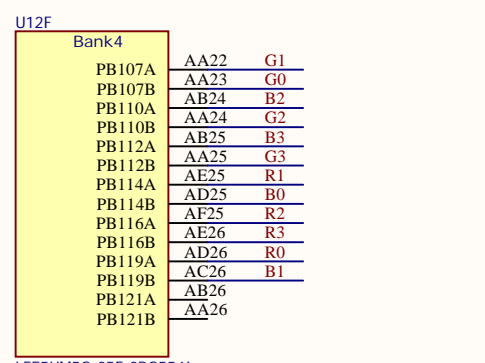 U12F
Bank4
PB107A AA22 G1
PB107B AA23 G0
PB110A AB24 B2
PB110B AA24 G2
PB112A AB25 B3
PB112B AA25 G3
PB114A AE25 R1
PB114B AD25 B0
PB116A AF25 R2
PB116B AE26 R3
PB119A AD26 R0
PB119B AC26 B1
PB121A AB26
PB121B AA26